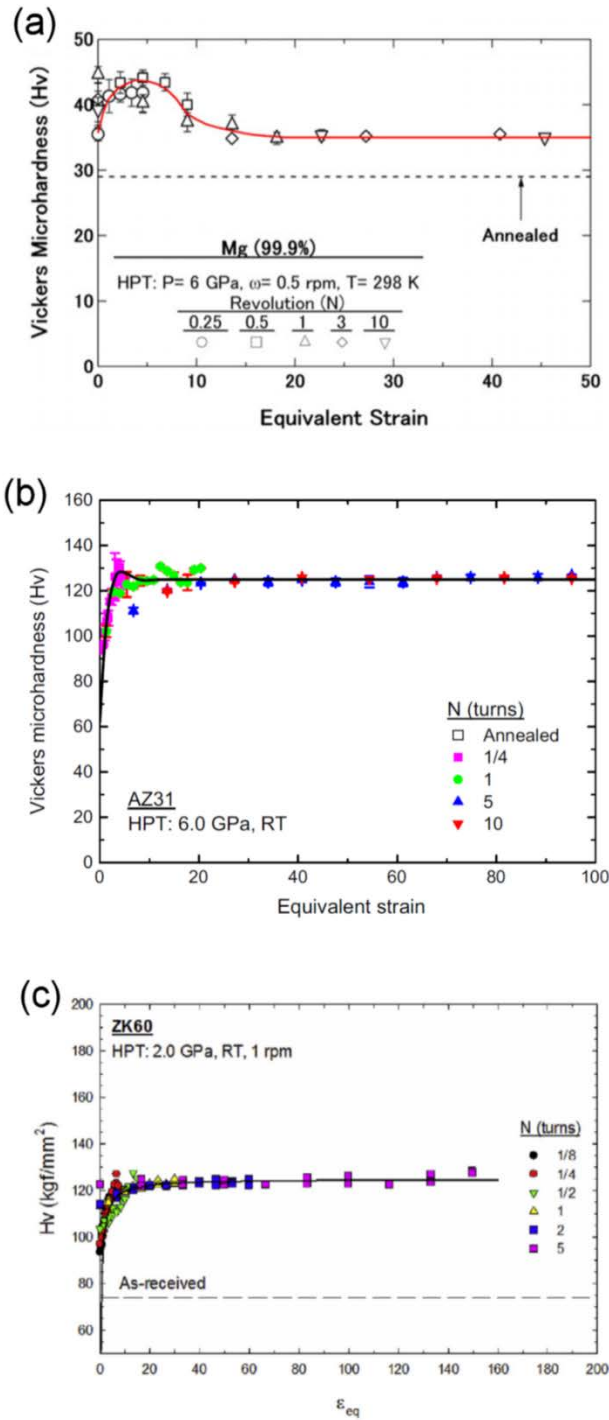 (a)
Vickers Microhardness (Hv)
50
40
30
20
10
0
Annealed
Mg (99.9%)
HPT: P= 6 GPa, ω= 0.5 rpm, T= 298 K
Revolution (N)
0.25 0.5 1 3 10
0 10 20 30 40 50
Equivalent Strain
(b)
Vickers microhardness (Hv)
160
140
120
100
80
60
40
20
0
N (turns)
Annealed
1/4
1
5
10
AZ31
HPT: 6.0 GPa, RT
0 20 40 60 80 100
Equivalent strain
(c)
Hv (kgf/mm²)
200
180
160
140
120
100
80
60
ZK60
HPT: 2.0 GPa, RT, 1 rpm
N (turns)
1/8
1/4
1/2
1
2
5
As-received
0 20 40 60 80 100 120 140 160 180 200
εeq